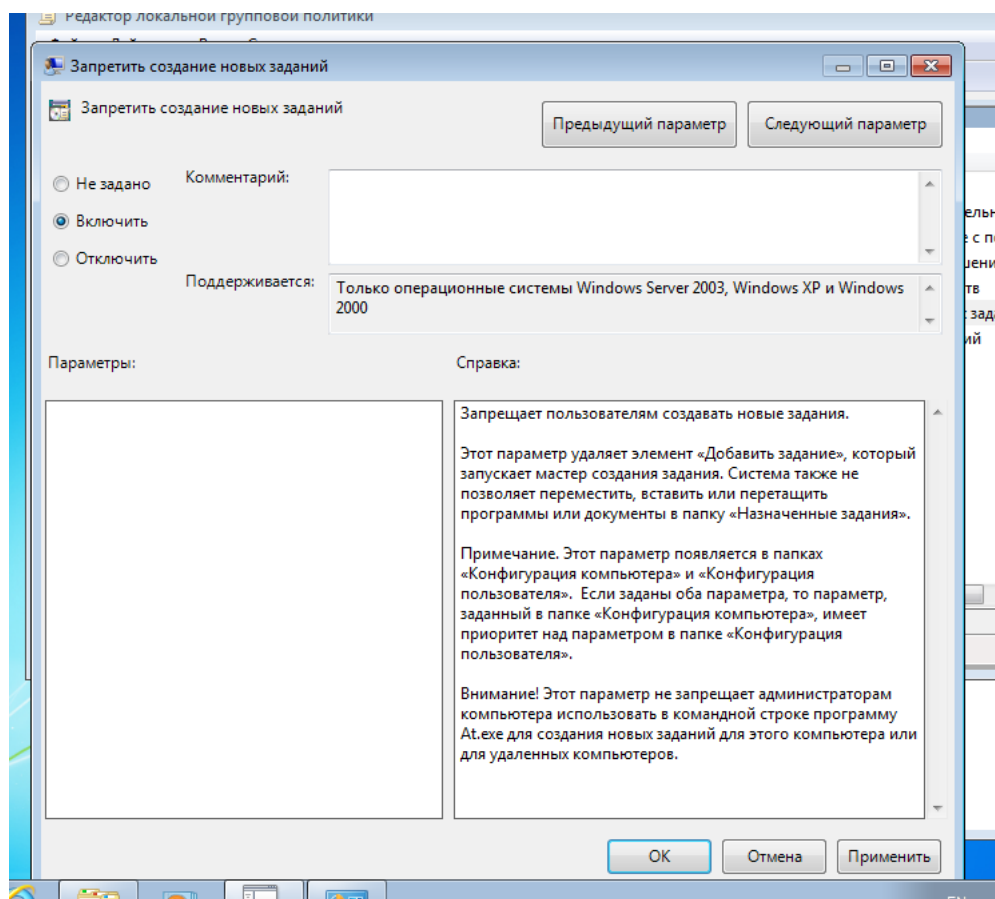 Редактор локальной групповой политики
Запретить создание новых заданий
Запретить создание новых заданий
Предыдущий параметр
Следующий параметр
Не задано
Комментарий:
Включить
Отключить
Поддерживается:
Только операционные системы Windows Server 2003, Windows XP и Windows
2000
Параметры:
Справка:
Запрещает пользователям создавать новые задания.
Этот параметр удаляет элемент «Добавить задание», который
запускает мастер создания задания. Система также не
позволяет переместить, вставить или перетащить
программы или документы в папку «Назначенные задания».
Примечание. Этот параметр появляется в папках
«Конфигурация компьютера» и «Конфигурация
пользователя».  Если заданы оба параметра, то параметр,
заданный в папке «Конфигурация компьютера», имеет
приоритет над параметром в папке «Конфигурация
пользователя».
Внимание! Этот параметр не запрещает администраторам
компьютера использовать в командной строке программу
At.exe для создания новых заданий для этого компьютера или
для удаленных компьютеров.
ОК
Отмена
Применить